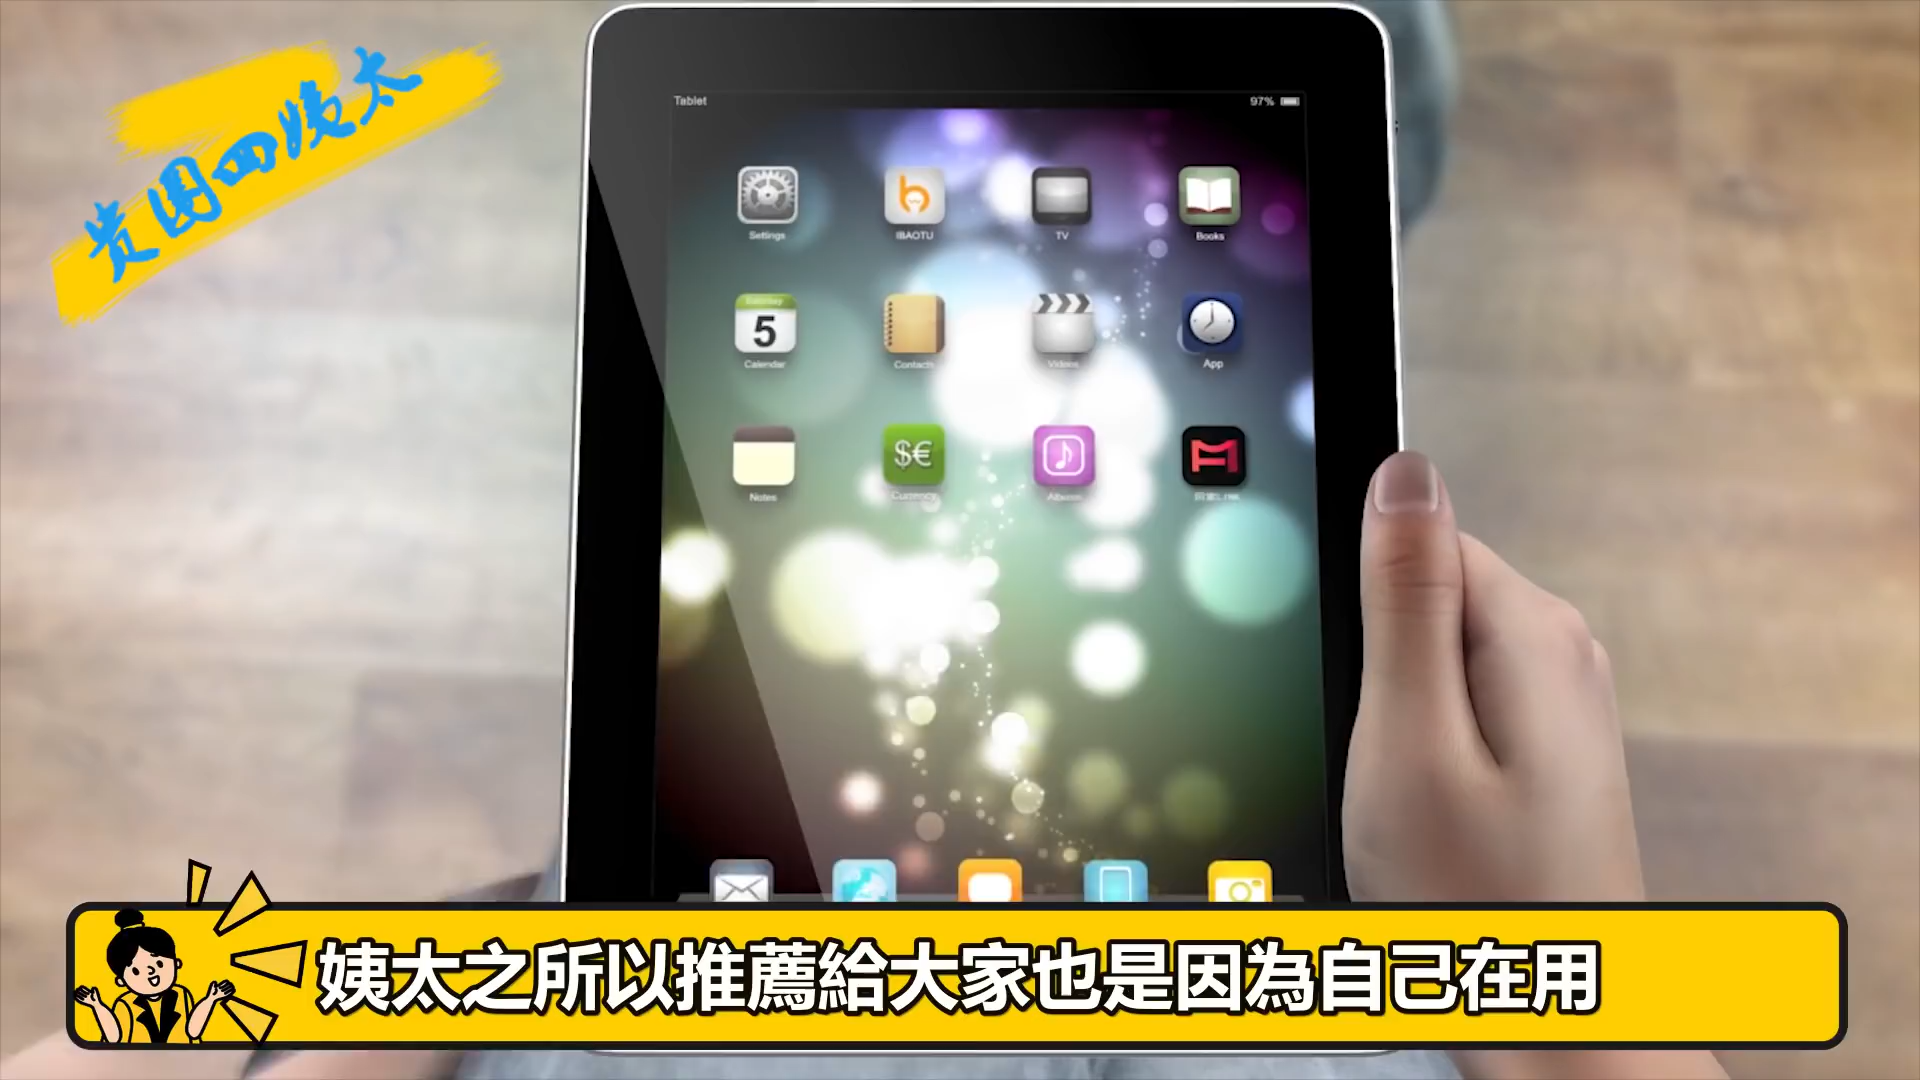 貴圈四姨太
Tablet
97%
Settings
IBAOTU
TV
Books
Saturday
5
Calendar
Contacts
Videos
App
Notes
$€
Currency
Albums
姨太之所以推薦給大家也是因為自己在用